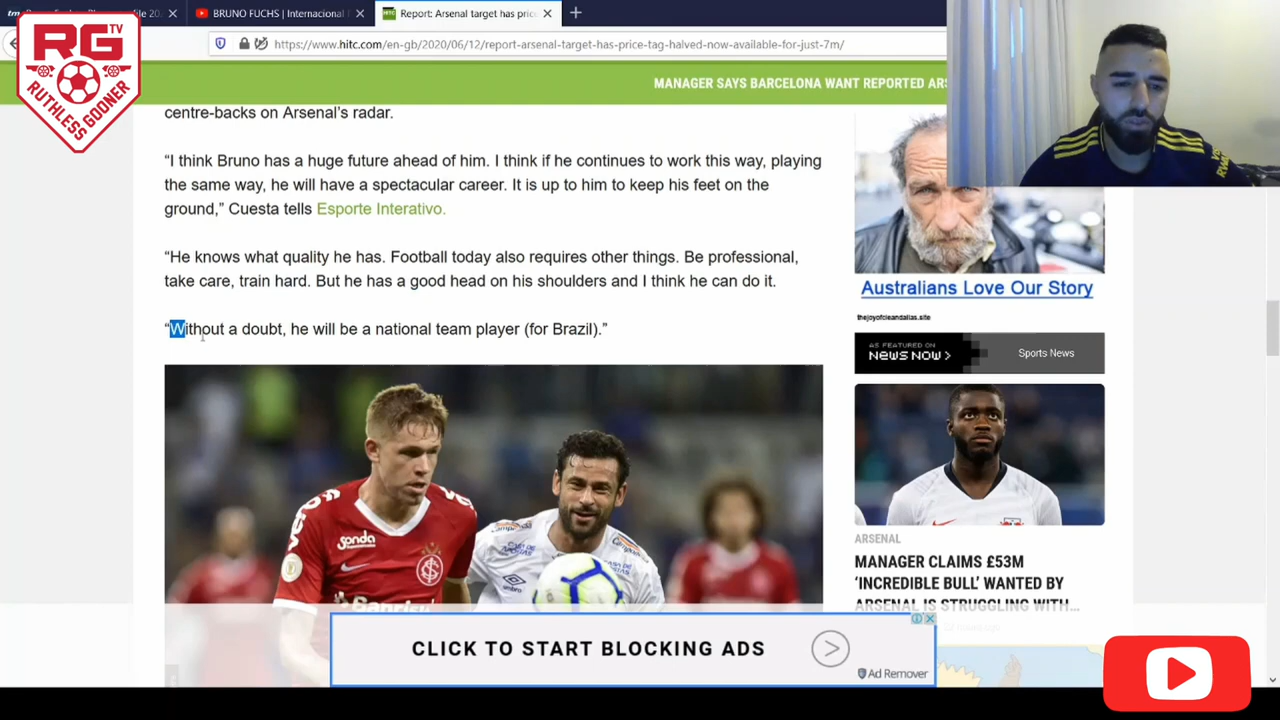 Report: Arsenal target has pric
BRUNO FUCHS | Internacional /
https://www.hitc.com/en-gb/2020/06/12/report-arsenal-target-has-price-tag-halved-now-available-for-just-7m/
RG TV
RUTHLESS GOONER
MANAGER SAYS BARCELONA WANT REPORTED ARS
centre-backs on Arsenal's radar.
“I think Bruno has a huge future ahead of him. I think if he continues to work this way, playing
the same way, he will have a spectacular career. It is up to him to keep his feet on the
ground,” Cuesta tells Esporte Interativo.
“He knows what quality he has. Football today also requires other things. Be professional,
take care, train hard. But he has a good head on his shoulders and I think he can do it.
“Without a doubt, he will be a national team player (for Brazil).”
Australians Love Our Story
thejoyofcleandallas.site
AS FEATURED ON
NEWS NOW >
Sports News
ARSENAL
MANAGER CLAIMS £53M
‘INCREDIBLE BULL’ WANTED BY
ARSENAL IS STRUGGLING WITH...
sonda
umbro
CLICK TO START BLOCKING ADS
Ad Remover